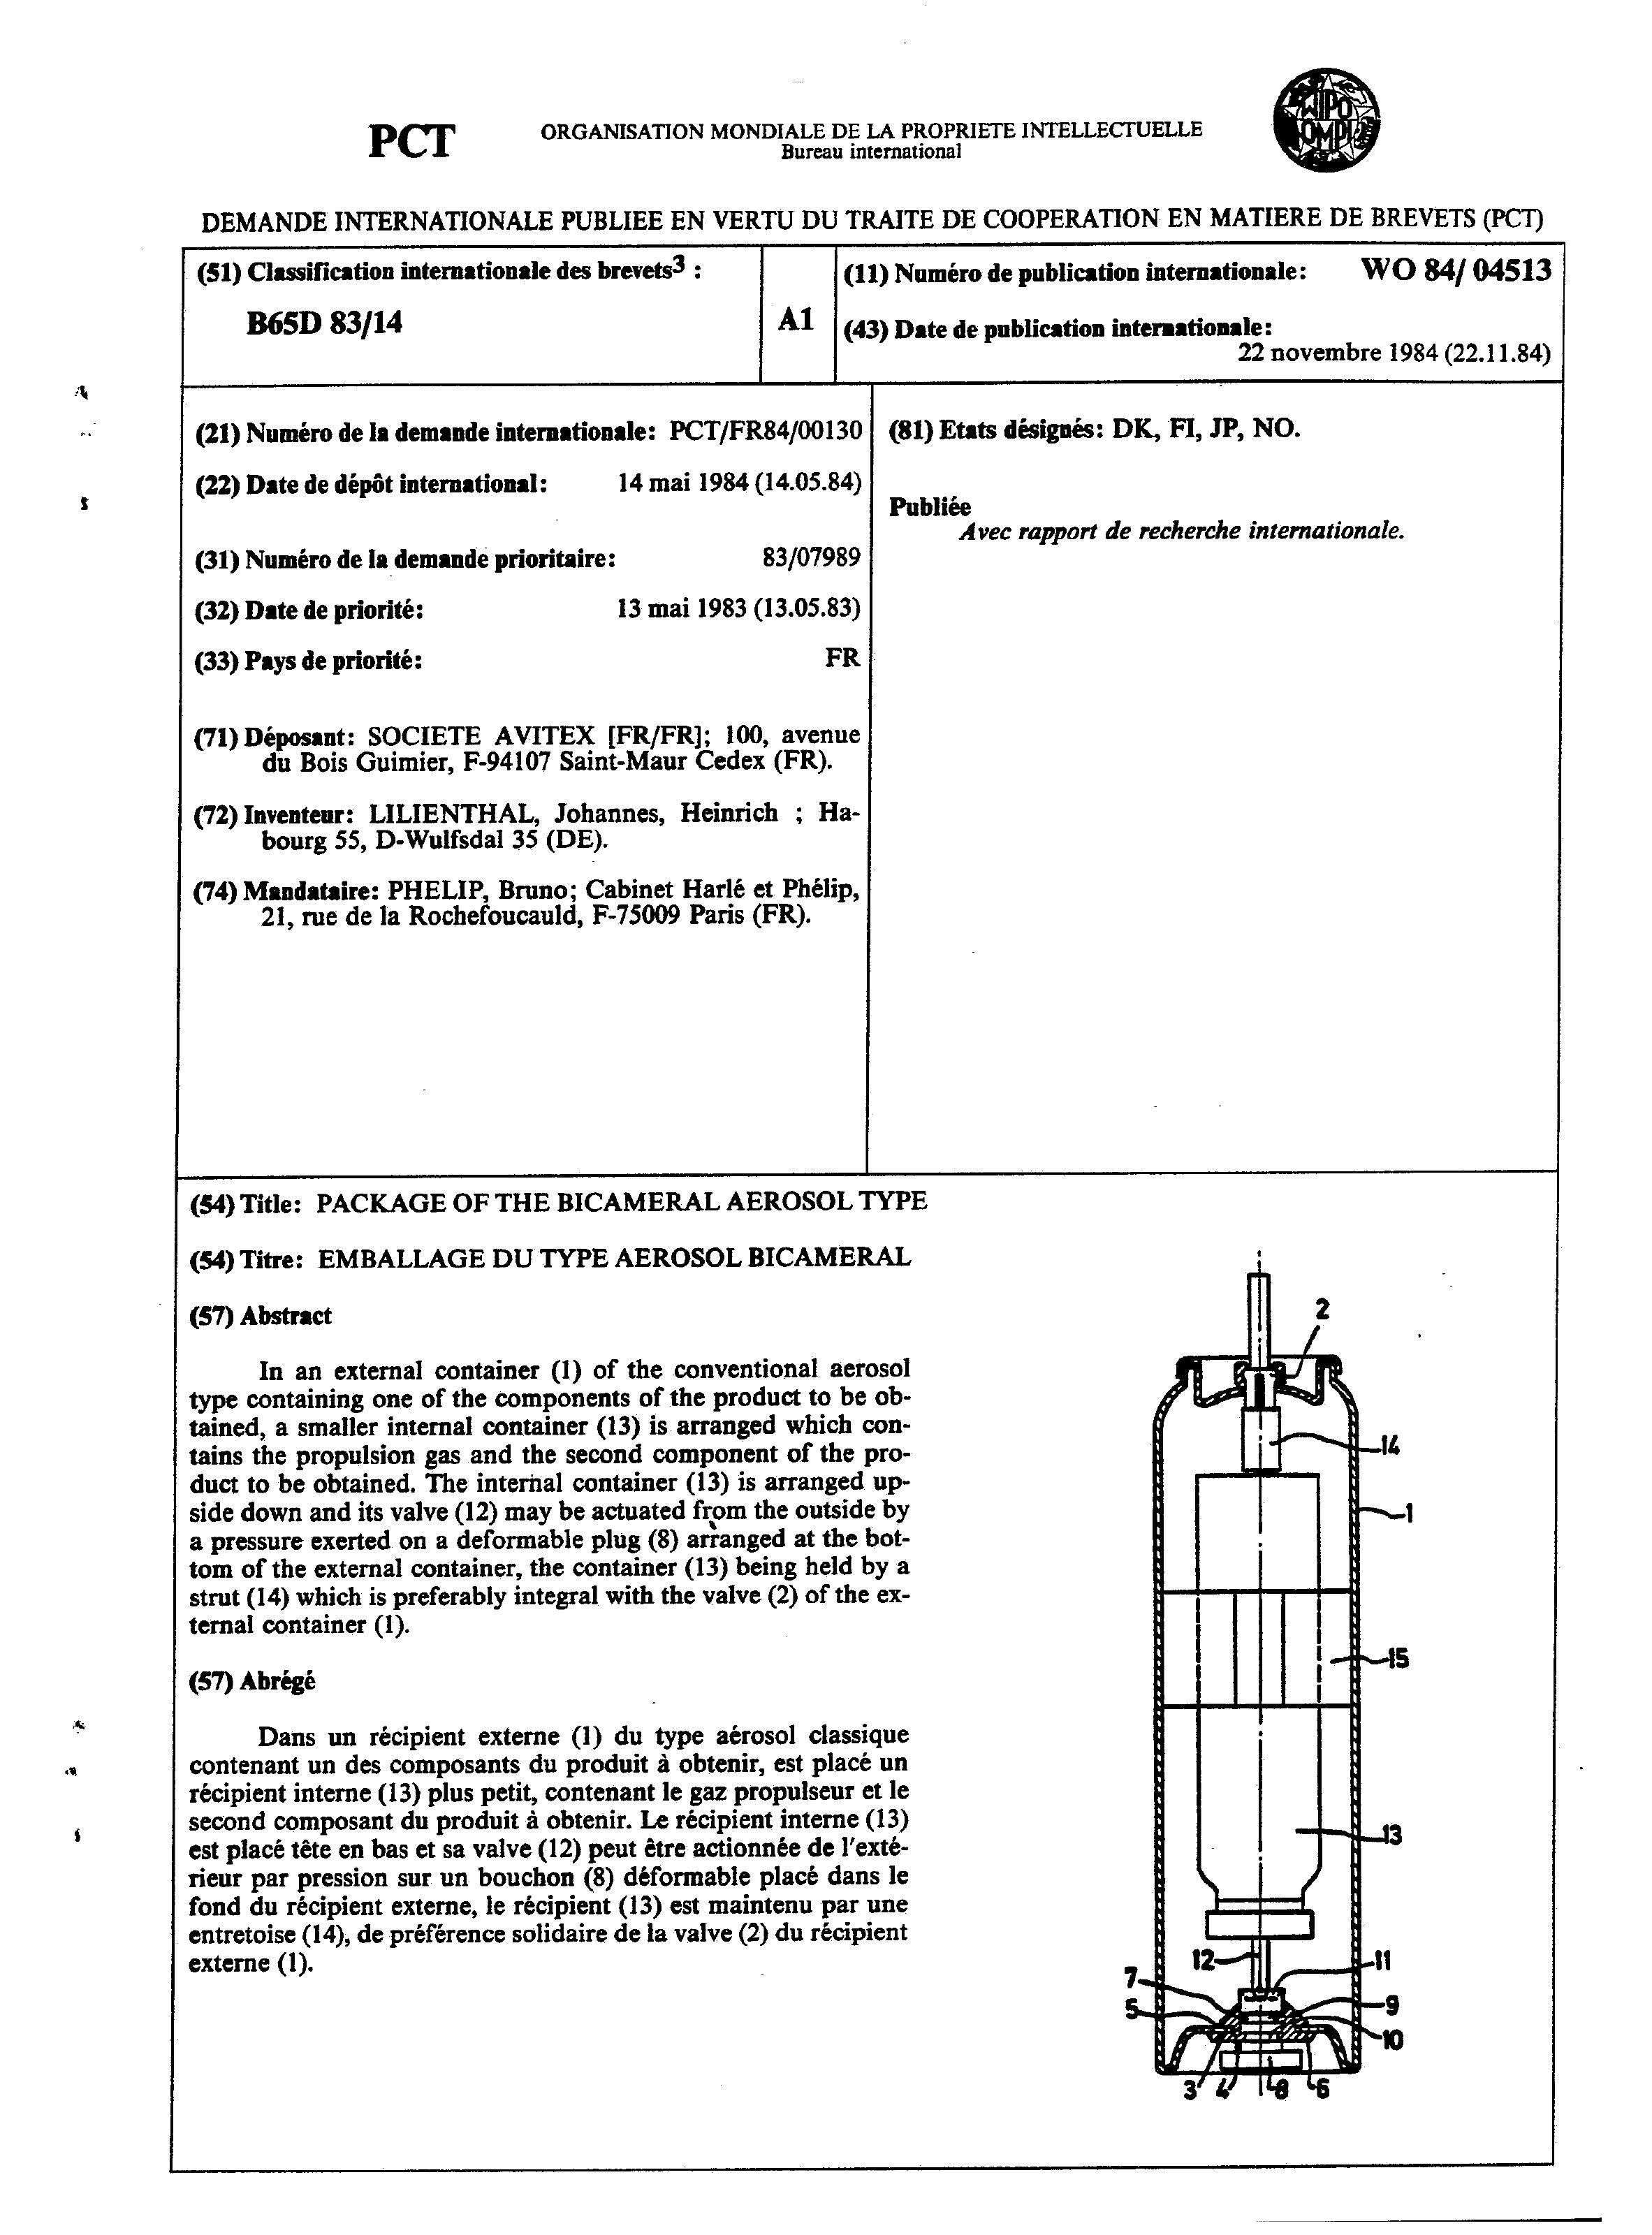 PCT
ORGANISATION MONDIALE DE LA PROPRIETE INTELLECTUELLE
Bureau international
WIPO
OMPI
DEMANDE INTERNATIONALE PUBLIEE EN VERTU DU TRAITE DE COOPERATION EN MATIERE DE BREVETS (PCT)
(51) Classification internationale des brevets3 :
B65D 83/14
A1
(11) Numéro de publication internationale: WO 84/ 04513
(43) Date de publication internationale:
22 novembre 1984 (22.11.84)
(21) Numéro de la demande internationale: PCT/FR84/00130
(22) Date de dépôt international: 14 mai 1984 (14.05.84)
(31) Numéro de la demande prioritaire: 83/07989
(32) Date de priorité: 13 mai 1983 (13.05.83)
(33) Pays de priorité: FR
(71) Déposant: SOCIETE AVITEX [FR/FR]; 100, avenue
du Bois Guimier, F-94107 Saint-Maur Cedex (FR).
(72) Inventeur: LILIENTHAL, Johannes, Heinrich ; Ha-
bourg 55, D-Wulfsdal 35 (DE).
(74) Mandataire: PHELIP, Bruno; Cabinet Harlé et Phélip,
21, rue de la Rochefoucauld, F-75009 Paris (FR).
(81) Etats désignés: DK, FI, JP, NO.
Publiée
Avec rapport de recherche internationale.
(54) Title: PACKAGE OF THE BICAMERAL AEROSOL TYPE
(54) Titre: EMBALLAGE DU TYPE AEROSOL BICAMERAL
(57) Abstract
In an external container (1) of the conventional aerosol
type containing one of the components of the product to be ob-
tained, a smaller internal container (13) is arranged which con-
tains the propulsion gas and the second component of the pro-
duct to be obtained. The internal container (13) is arranged up-
side down and its valve (12) may be actuated from the outside by
a pressure exerted on a deformable plug (8) arranged at the bot-
tom of the external container, the container (13) being held by a
strut (14) which is preferably integral with the valve (2) of the ex-
ternal container (1).
(57) Abrégé
Dans un récipient externe (1) du type aérosol classique
contenant un des composants du produit à obtenir, est placé un
récipient interne (13) plus petit, contenant le gaz propulseur et le
second composant du produit à obtenir. Le récipient interne (13)
est placé tête en bas et sa valve (12) peut être actionnée de l'exté-
rieur par pression sur un bouchon (8) déformable placé dans le
fond du récipient externe, le récipient (13) est maintenu par une
entretoise (14), de préférence solidaire de la valve (2) du récipient
externe (1).
2
14
1
15
13
12
11
7
5
9
10
3
4
8
6